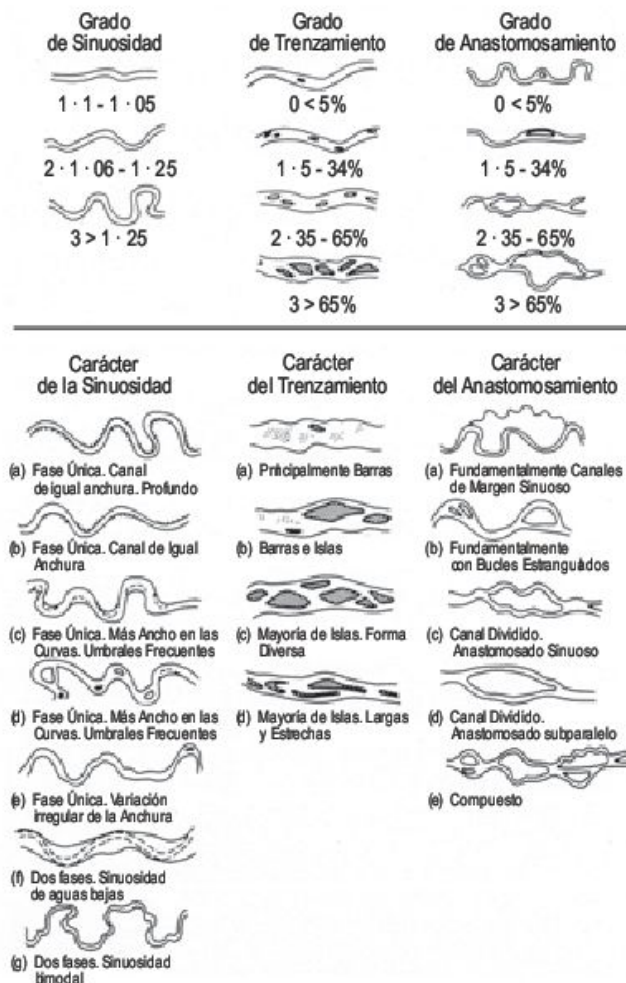 Grado
de Sinuosidad
1 · 1 - 1 · 05
2 · 1 · 06 - 1 · 25
3 > 1 · 25
Grado
de Trenzamiento
0 < 5%
1 · 5 - 34%
2 · 35 - 65%
3 > 65%
Grado
de Anastomosamiento
0 < 5%
1 · 5 - 34%
2 · 35 - 65%
3 > 65%
Carácter
de la Sinuosidad
(a) Fase Única. Canal
de igual anchura. Profundo
(b) Fase Única. Canal de Igual
Anchura
(c) Fase Única. Más Ancho en las
Curvas. Umbrales Frecuentes
(d) Fase Única. Más Ancho en las
Curvas. Umbrales Frecuentes
(e) Fase Única. Variación
Irregular de la Anchura
(f) Dos fases. Sinuosidad
de aguas bajas
(g) Dos fases. Sinuosidad
bimodal
Carácter
del Trenzamiento
(a) Principalmente Barras
(b) Barras e Islas
(c) Mayoría de Islas. Forma
Diversa
(d) Mayoría de Islas. Largas
y Estrechas
Carácter
del Anastomosamiento
(a) Fundamentalmente Canales
de Margen Sinuoso
(b) Fundamentalmente
con Bucles Estrangulados
(c) Canal Dividido.
Anastomosado Sinuoso
(d) Canal Dividido.
Anastomosado subparalelo
(e) Compuesto